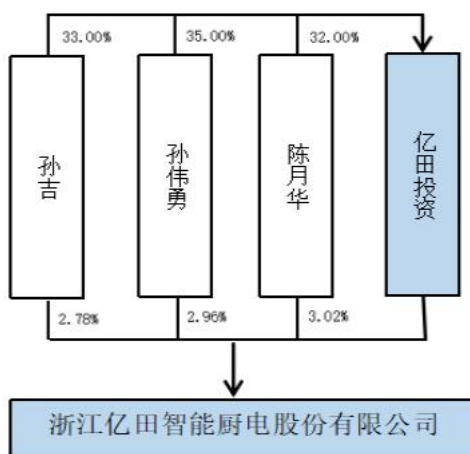 33.00%
35.00%
32.00%
孙吉
孙伟勇
陈月华
亿田投资
2.78%
2.96%
3.02%
浙江亿田智能厨电股份有限公司